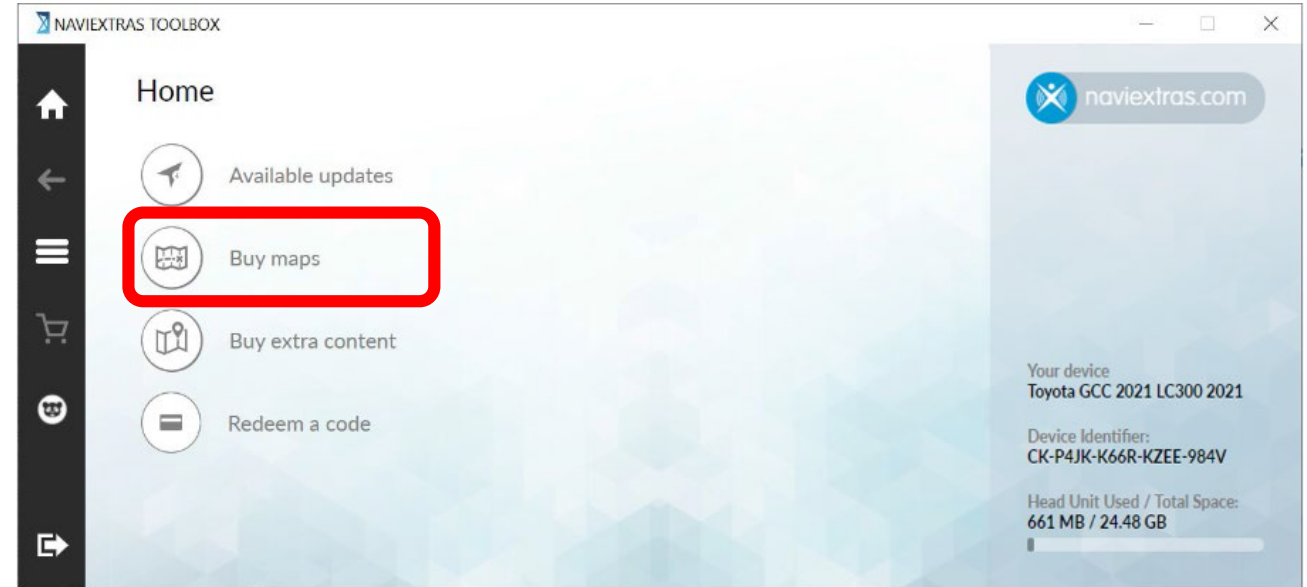 NAVIEXTRAS TOOLBOX
Home
Available updates
Buy maps
Buy extra content
Redeem a code
naviextras.com
Your device
Toyota GCC 2021 LC300 2021
Device Identifier:
CK-P4JK-K66R-KZEE-984V
Head Unit Used / Total Space:
661 MB / 24.48 GB